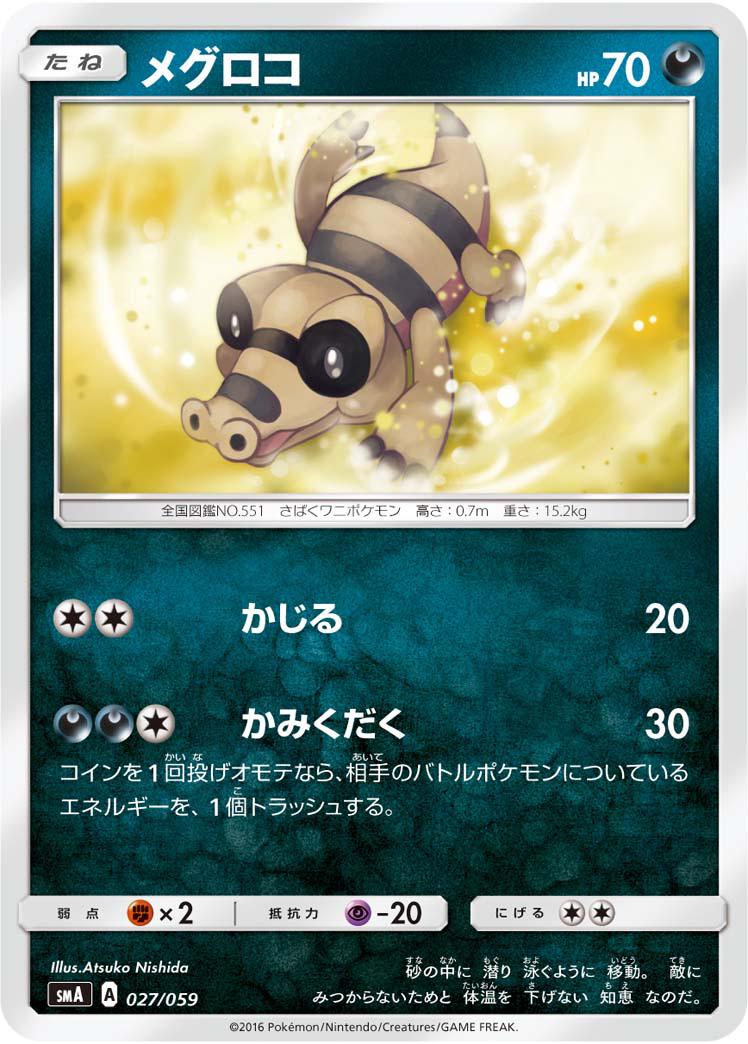 たね メグロコ HP70
全国図鑑NO.551 さばくワニポケモン 高さ:0.7m 重さ:15.2kg
かじる 20
かみくだく 30
コインを1回投げオモテなら、相手のバトルポケモンについている
エネルギーを、1個トラッシュする。
弱点 ×2 抵抗力 -20 にげる
Illus.Atsuko Nishida
砂の中に 潜り 泳ぐように 移動。 敵に
みつからないためと 体温を 下げない 知恵 なのだ。
SMA A 027/059
©2016 Pokémon/Nintendo/Creatures/GAME FREAK.